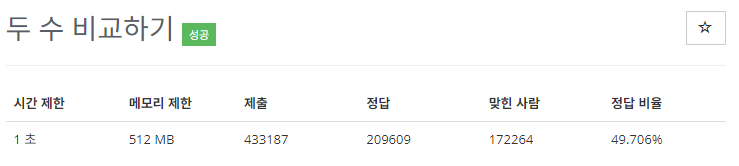 두 수 비교하기 성공
시간 제한 메모리 제한 제출 정답 맞힌 사람 정답 비율
1 초 512 MB 433187 209609 172264 49.706%